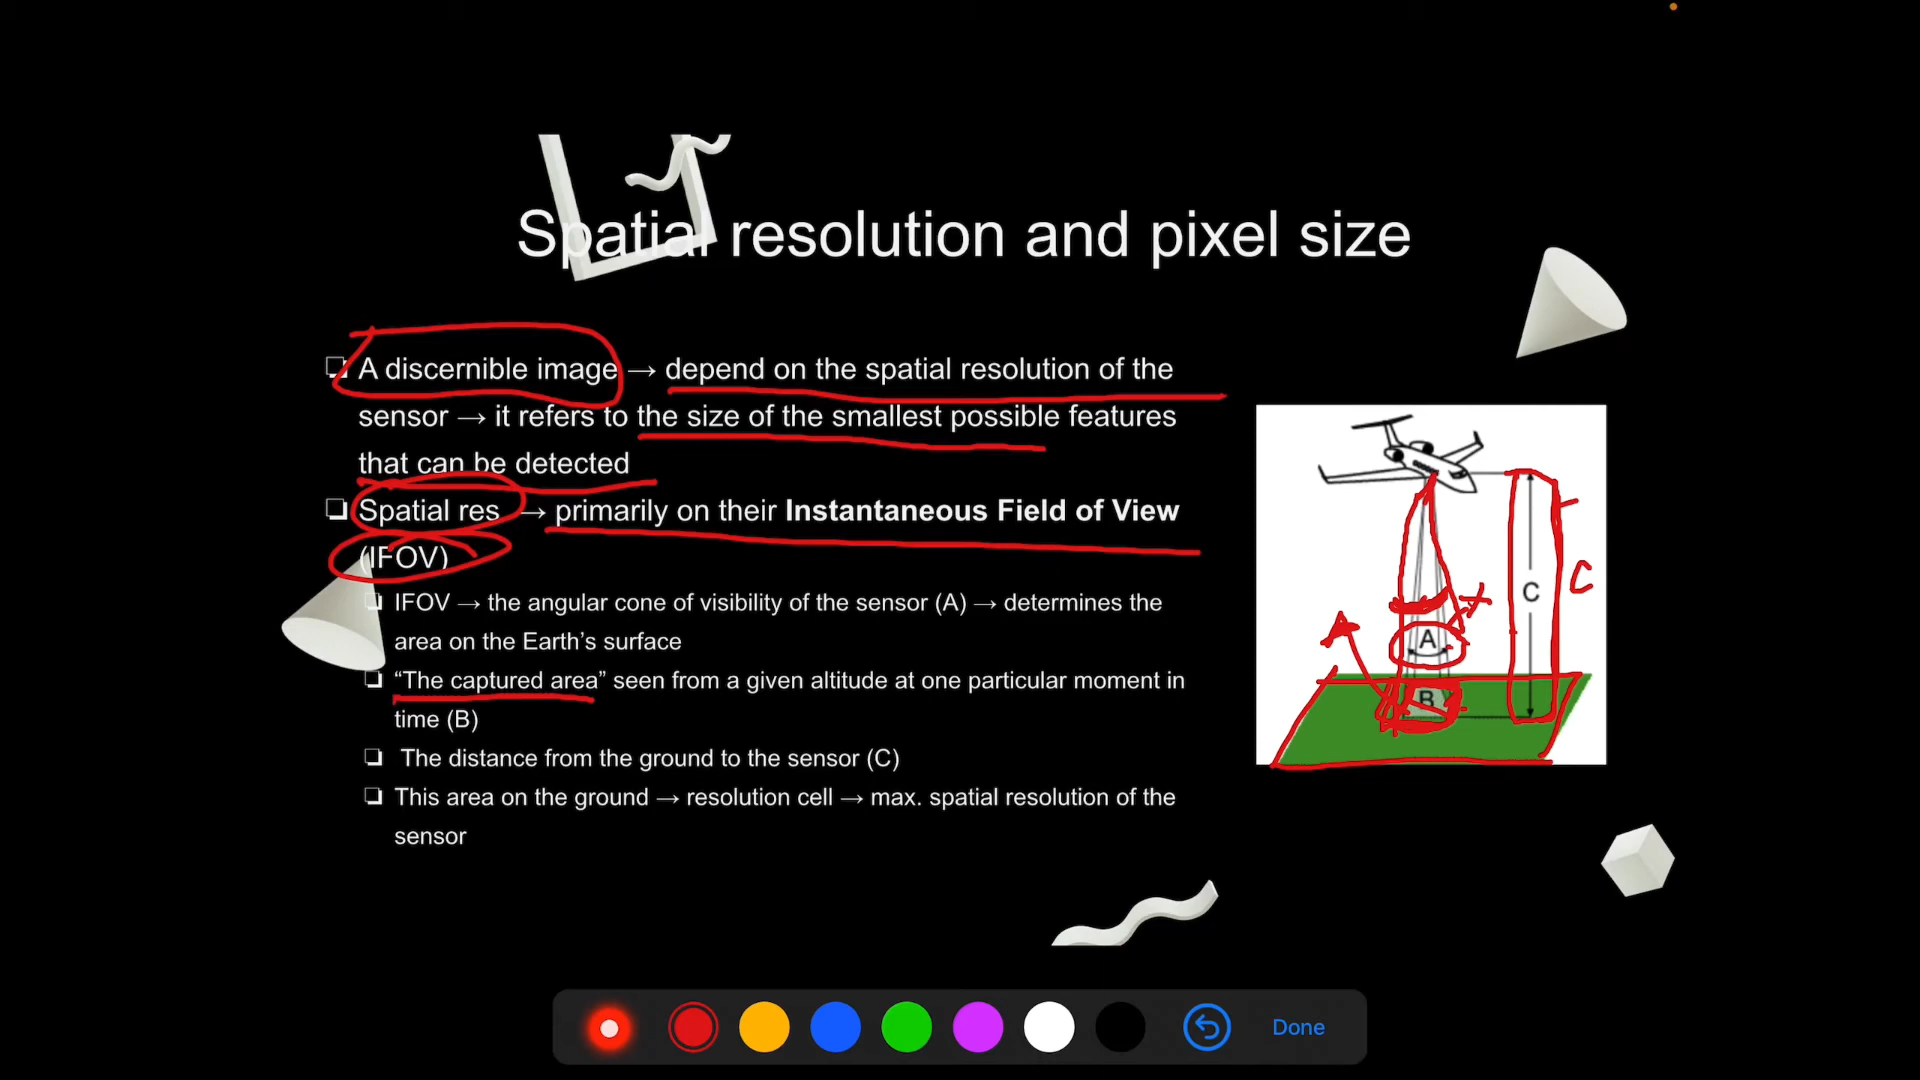 Spatial resolution and pixel size
❑ A discernible image → depend on the spatial resolution of the
sensor → it refers to the size of the smallest possible features
that can be detected
❑ Spatial res → primarily on their Instantaneous Field of View
(IFOV)
❑ IFOV → the angular cone of visibility of the sensor (A) → determines the
area on the Earth’s surface
❑ “The captured area” seen from a given altitude at one particular moment in
time (B)
❑ The distance from the ground to the sensor (C)
❑ This area on the ground → resolution cell → max. spatial resolution of the
sensor
C
C
A
B
Done